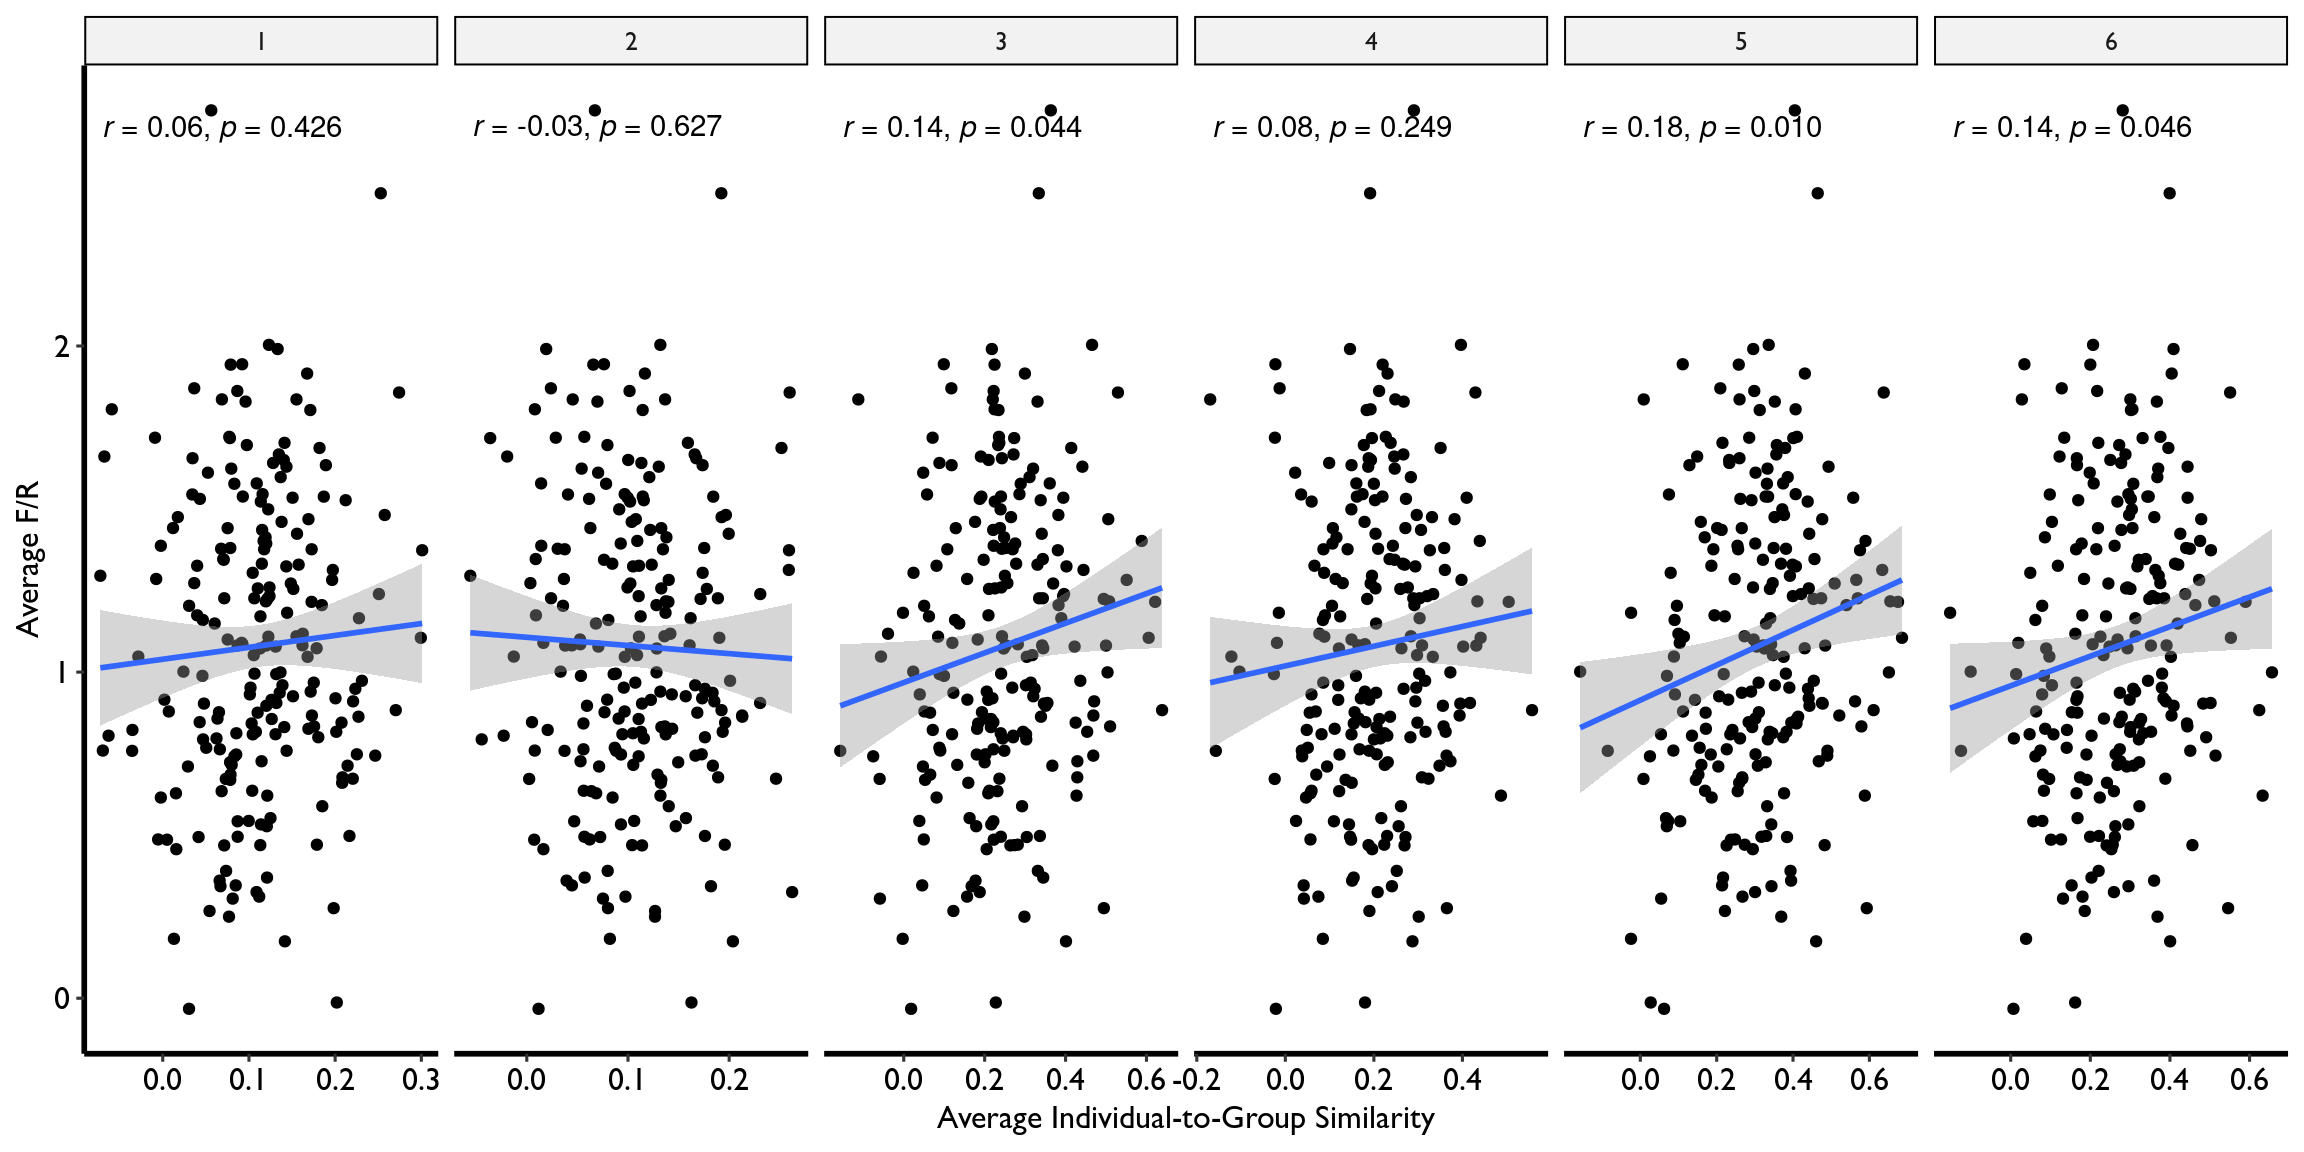 1 2 3 4 5 6
r = 0.06, p = 0.426 r = -0.03, p = 0.627 r = 0.14, p = 0.044 r = 0.08, p = 0.249 r = 0.18, p = 0.010 r = 0.14, p = 0.046
Average F/R
2
1
0
0.0 0.1 0.2 0.3 0.0 0.1 0.2 0.0 0.2 0.4 0.6 -0.2 0.0 0.2 0.4 0.0 0.2 0.4 0.6 0.0 0.2 0.4 0.6
Average Individual-to-Group Similarity